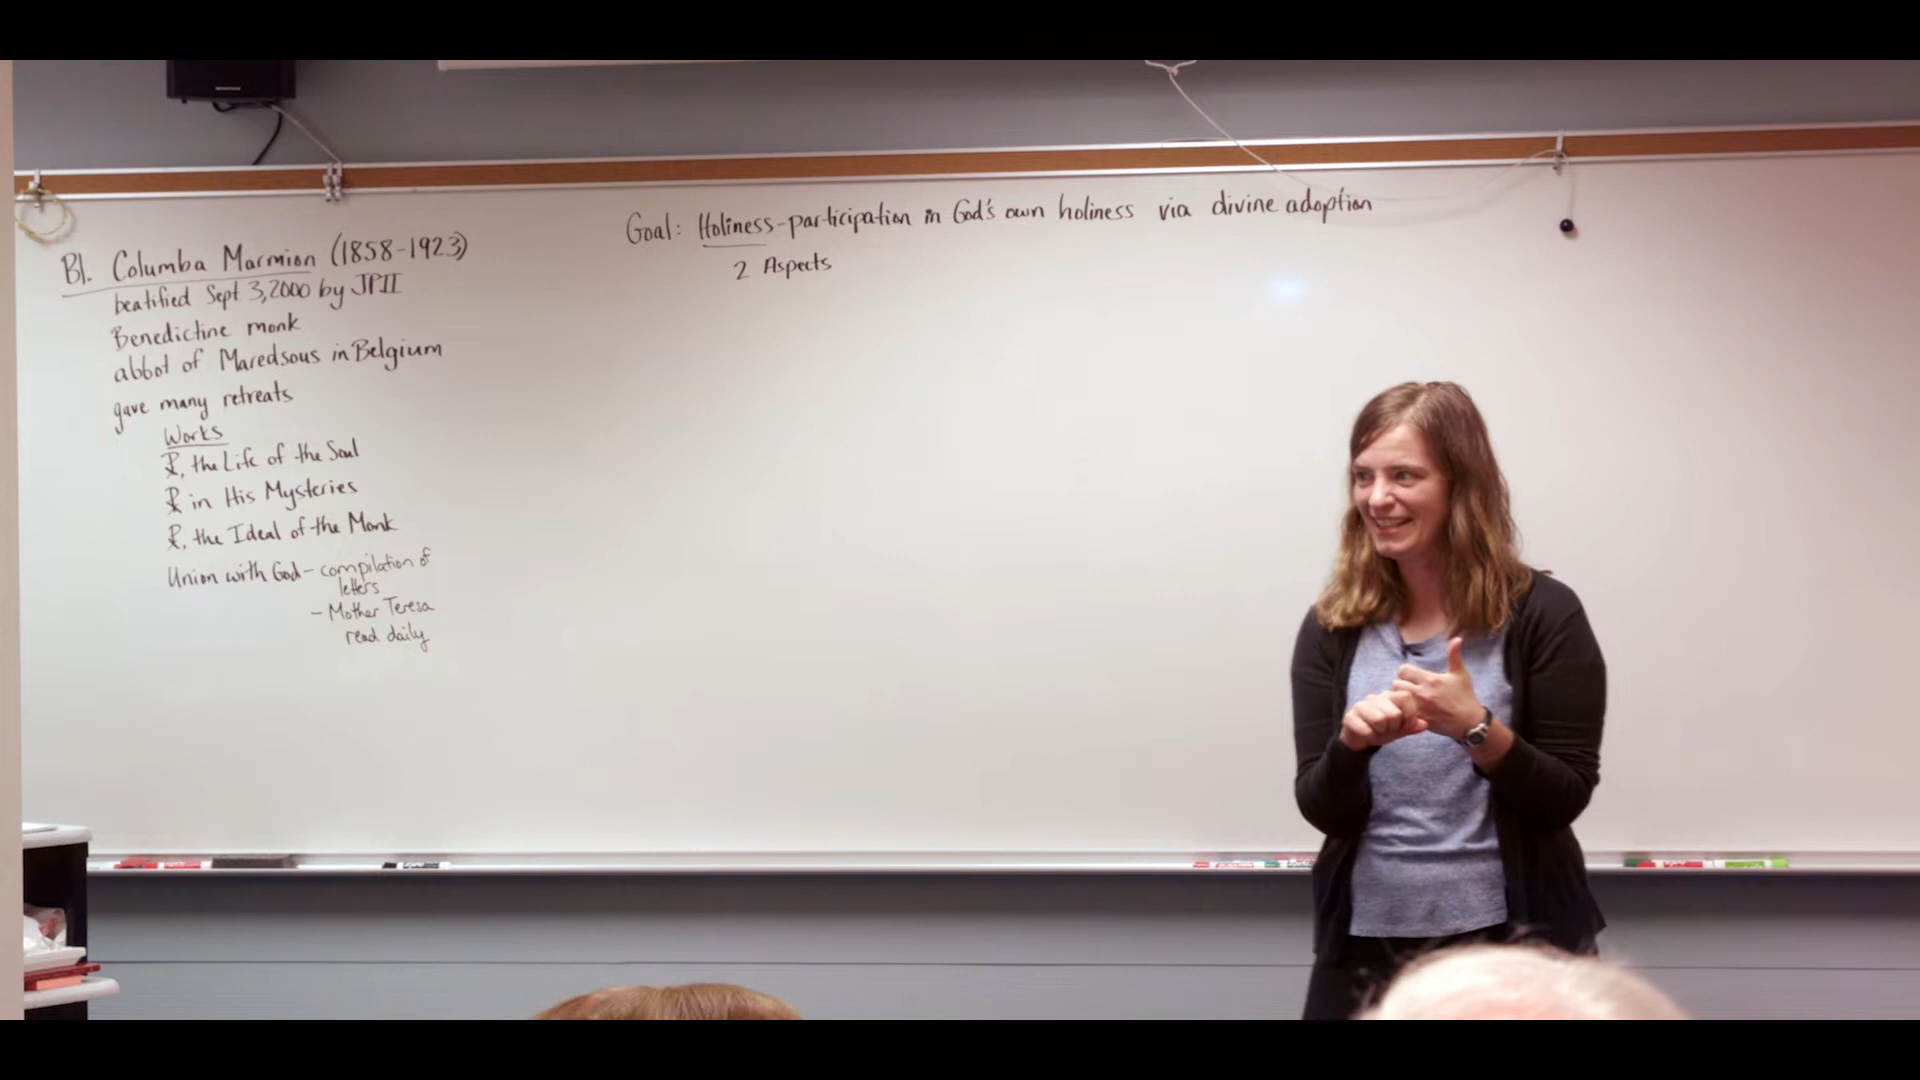 Bl. Columba Marmion (1858-1923)
beatified Sept 3, 2000 by JPII
Benedictine monk
abbot of Maredsous in Belgium
gave many retreats
Works
☧, the Life of the Soul
☧ in His Mysteries
☧, the Ideal of the Monk
Union with God - compilation of
letters
- Mother Teresa
read daily
Goal: Holiness - participation in God's own holiness via divine adoption
2 Aspects